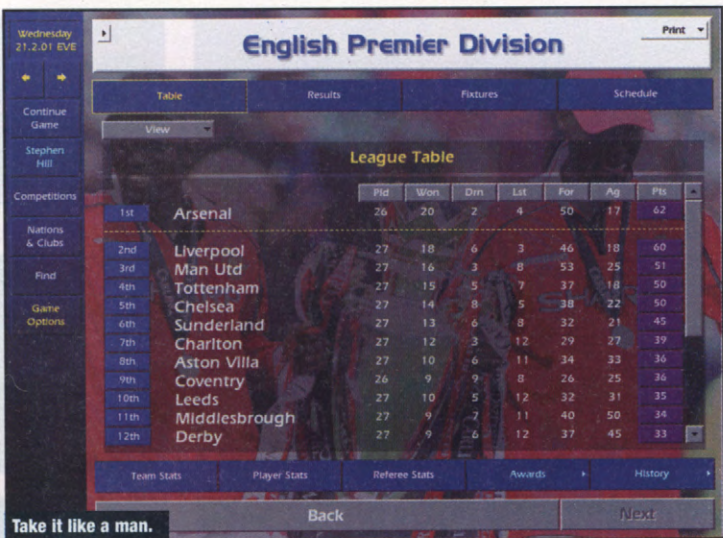 Wednesday
21.2.01 EVE
Continue
Game
Stephen
Hill
Competitions
Nations
& Clubs
Find
Game
Options
English Premier Division
Print
Table Results Fixtures Schedule
View
League Table
Pld Won Drn Lst For Ag Pts
1st Arsenal 26 20 2 4 50 17 62
2nd Liverpool 27 18 6 3 46 18 60
3rd Man Utd 27 16 3 8 53 25 51
4th Tottenham 27 15 5 7 37 18 50
5th Chelsea 27 14 8 5 38 22 50
6th Sunderland 27 13 6 8 32 21 45
7th Charlton 27 12 3 12 29 27 39
8th Aston Villa 27 10 6 11 34 33 36
9th Coventry 26 9 9 8 26 25 36
10th Leeds 27 10 5 12 32 31 35
11th Middlesbrough 27 9 7 11 40 50 34
12th Derby 27 9 6 12 37 45 33
Team Stats Player Stats Referee Stats Awards History
Back Next
Take it like a man.